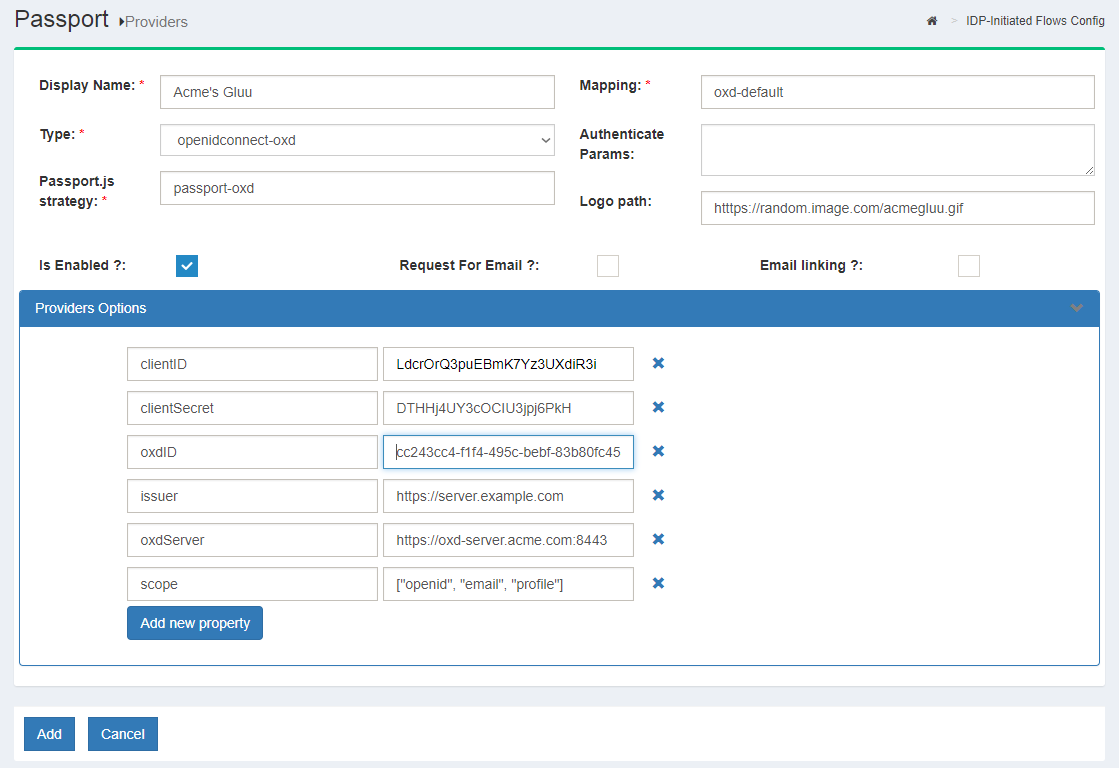 Passport Providers
IDP-Initiated Flows Config
Display Name: *
Acme's Gluu
Type: *
openidconnect-oxd
Passport.js
strategy: *
passport-oxd
Mapping: *
oxd-default
Authenticate
Params:
Logo path:
htttps://random.image.com/acmegluu.gif
Is Enabled ?:
Request For Email ?:
Email linking ?:
Providers Options
clientID LdcrOrQ3puEBmK7Yz3UXdiR3i
clientSecret DTHHj4UY3cOCIU3jpj6PkH
oxdID cc243cc4-f1f4-495c-bebf-83b80fc45
issuer https://server.example.com
oxdServer https://oxd-server.acme.com:8443
scope ["openid", "email", "profile"]
Add new property
Add Cancel